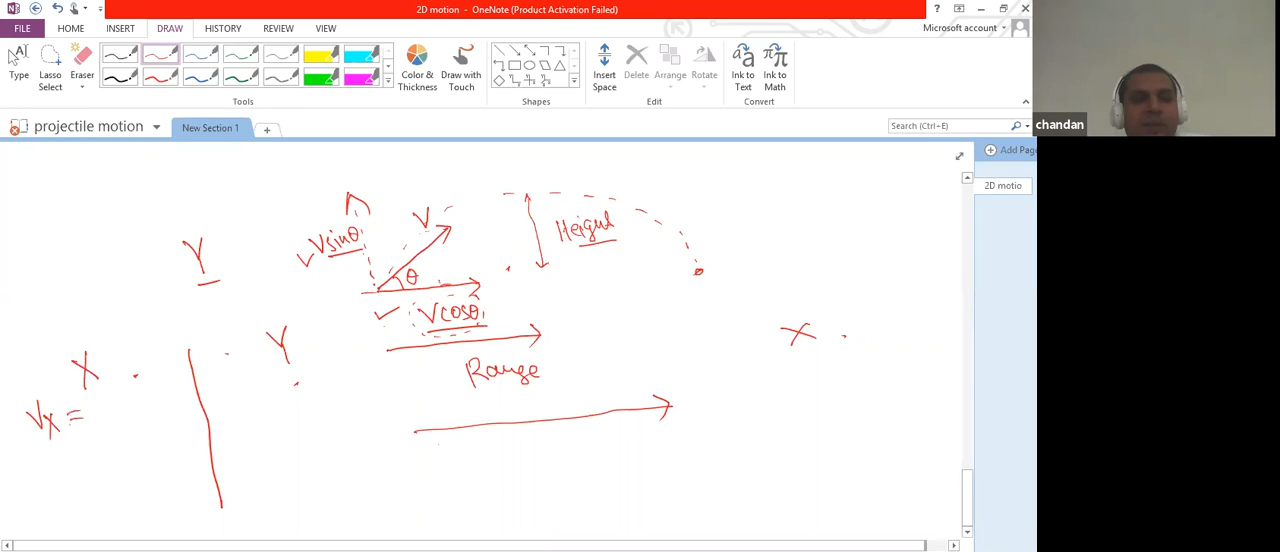 2D motion - OneNote (Product Activation Failed)
?
FILE
HOME
INSERT
DRAW
HISTORY
REVIEW
VIEW
Microsoft account
Type
Lasso Select
Eraser
Color & Thickness
Draw with Touch
Insert Space
Delete
Arrange
Rotate
Ink to Text
Ink to Math
Tools
Shapes
Edit
Convert
chandan
projectile motion
New Section 1
Search (Ctrl+E)
Add Page
2D motio
Y
Vsinθ
V
θ
Height
Vcosθ
X
Y
Range
X
Vx =